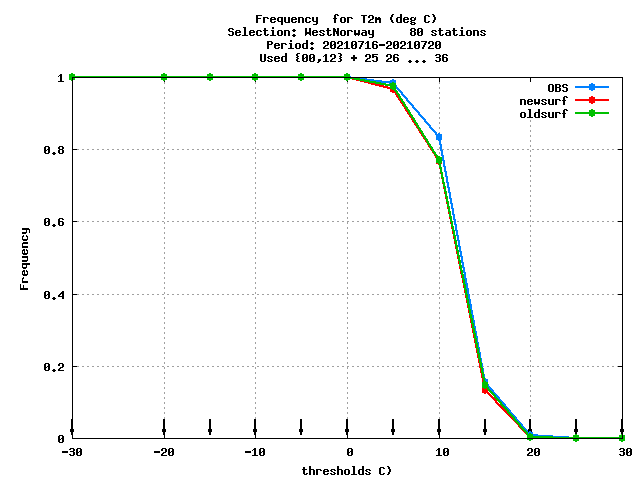 Frequency  for T2m (deg C)
Selection: WestNorway     80 stations
Period: 20210716-20210720
Used {00,12} + 25 26 ... 36
OBS
newsurf
oldsurf
1
0.8
0.6
0.4
0.2
0
Frequency
-30
-20
-10
0
10
20
30
thresholds C)